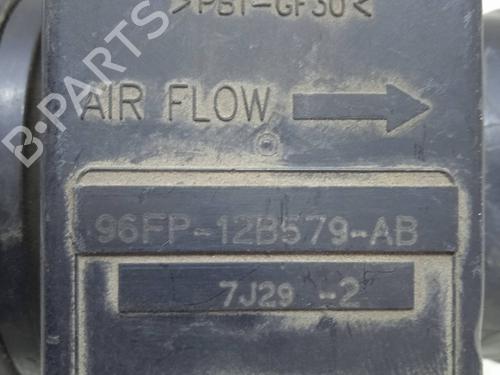 >PBT-GF30<
AIR FLOW
96FP-12B579-AB
7J29 -2
B-PARTS